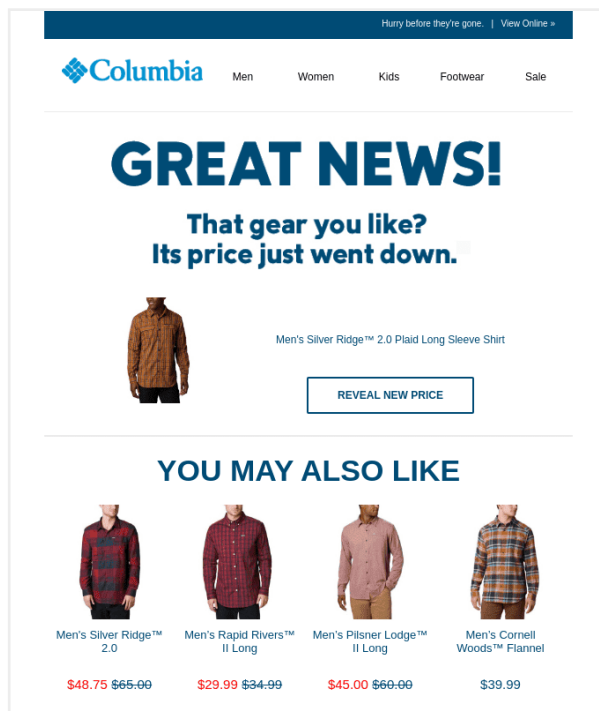 Hurry before they're gone. | View Online »
Columbia Men Women Kids Footwear Sale
GREAT NEWS!
That gear you like?
Its price just went down.
Men's Silver Ridge™ 2.0 Plaid Long Sleeve Shirt
REVEAL NEW PRICE
YOU MAY ALSO LIKE
Men's Silver Ridge™
2.0
Men's Rapid Rivers™
II Long
Men's Pilsner Lodge™
II Long
Men's Cornell
Woods™ Flannel
$48.75 $65.00
$29.99 $34.99
$45.00 $60.00
$39.99